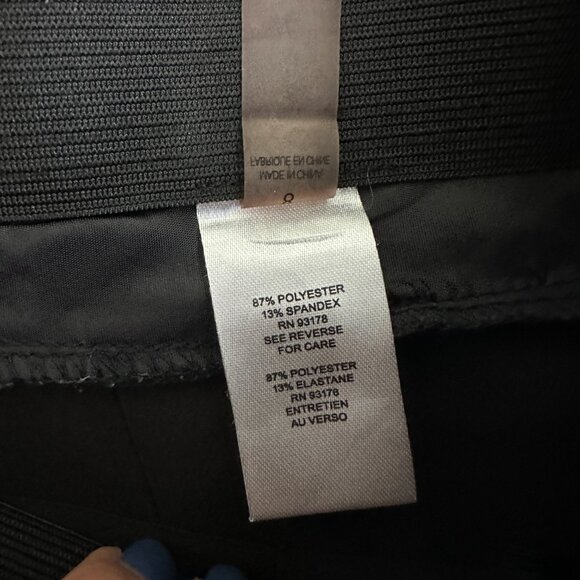 FABRIQUE EN CHINE
MADE IN CHINA
8
87% POLYESTER
13% SPANDEX
RN 93178
SEE REVERSE
FOR CARE
87% POLYESTER
13% ELASTANE
RN 93178
ENTRETIEN
AU VERSO